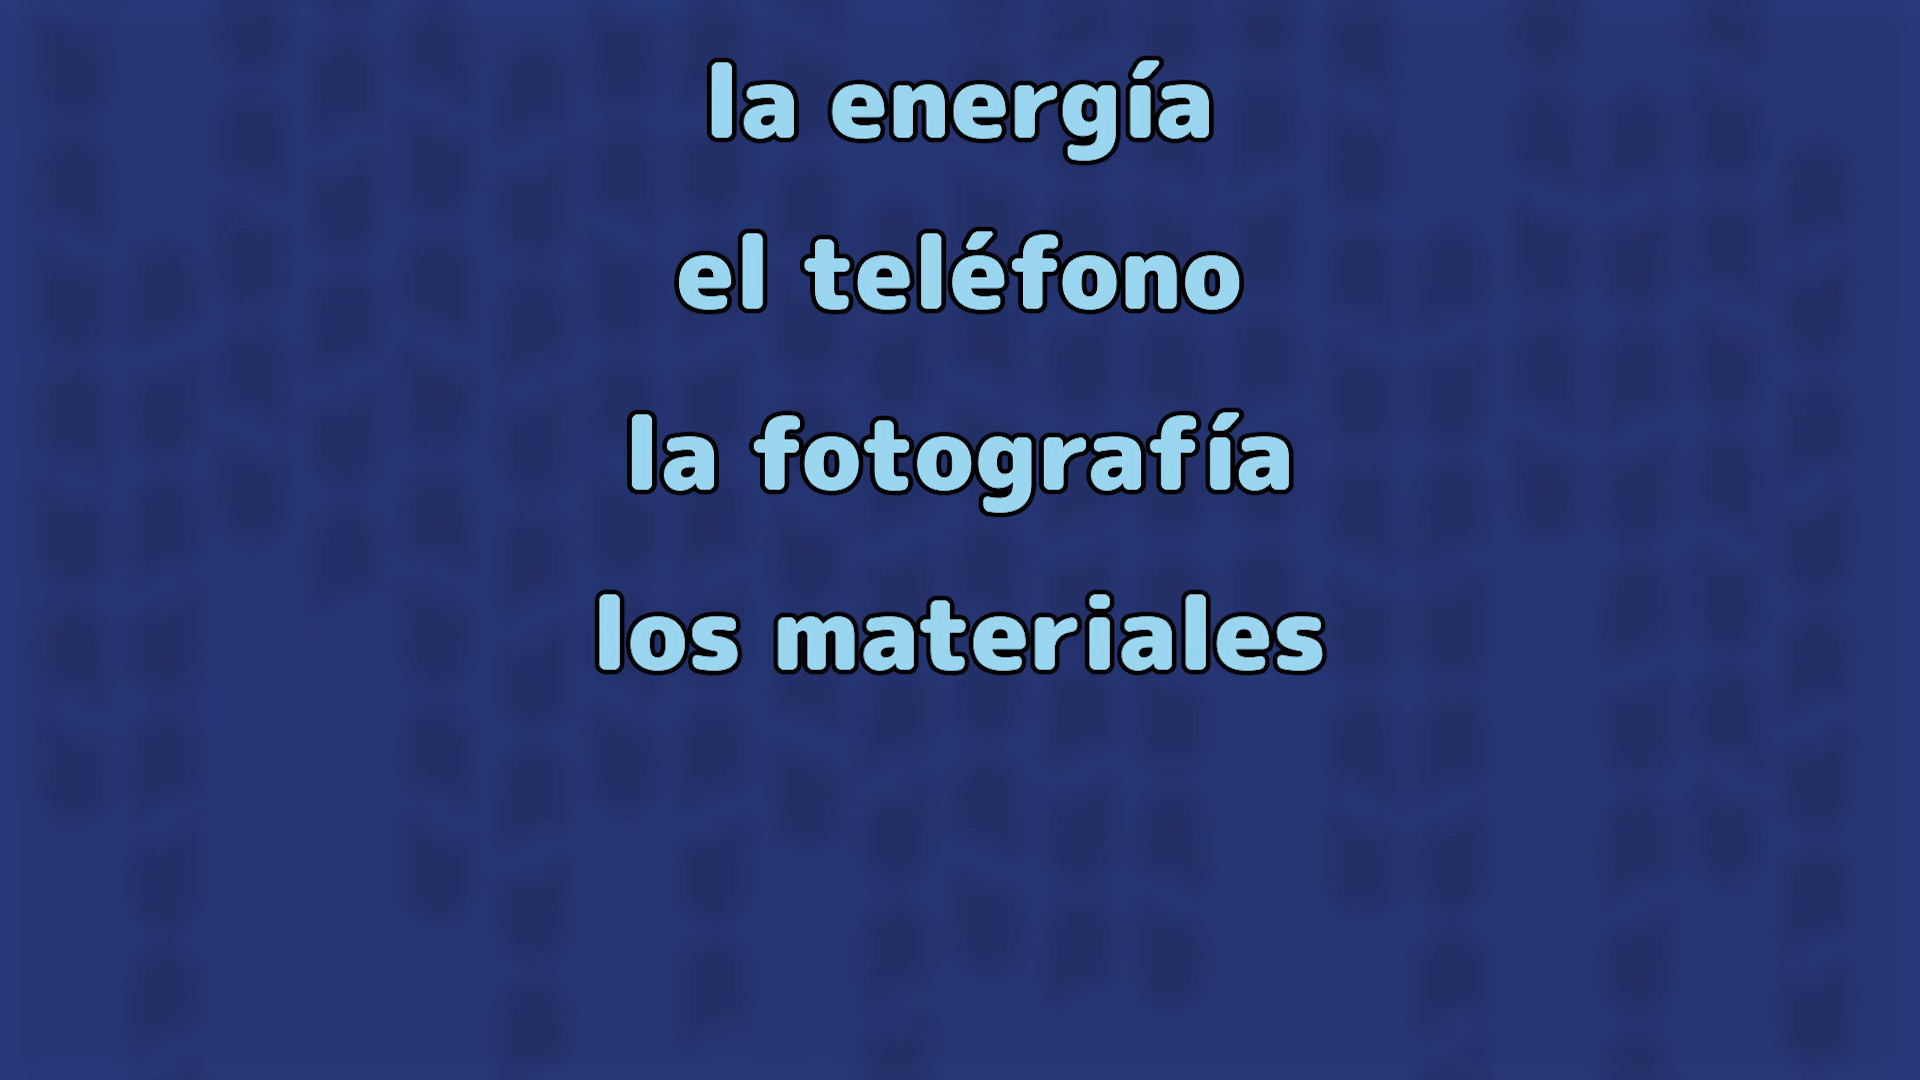 la energía
el teléfono
la fotografía
los materiales